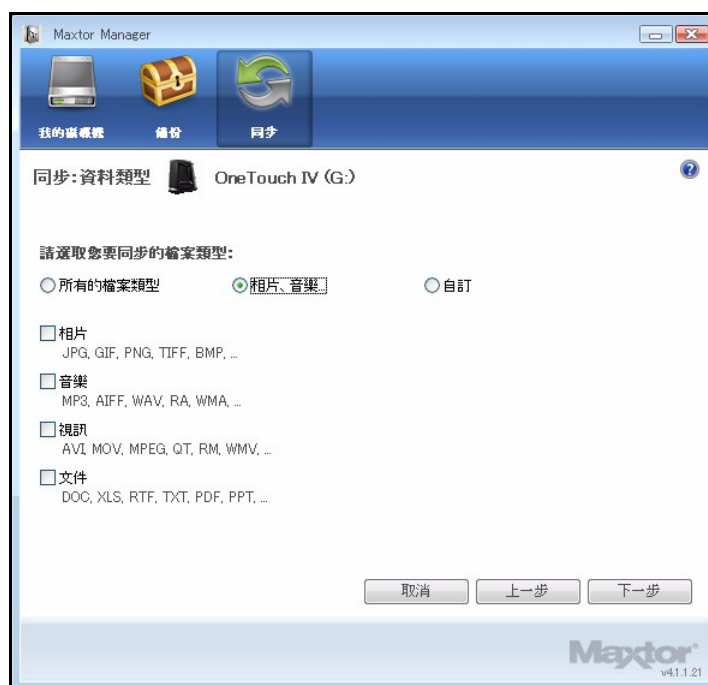 Maxtor Manager
我的磁碟機 備份 同步
同步:資料類型 OneTouch IV (G:)
請選取您要同步的檔案類型:
所有的檔案類型 相片、音樂... 自訂
相片
JPG, GIF, PNG, TIFF, BMP, ...
音樂
MP3, AIFF, WAV, RA, WMA, ...
視訊
AVI, MOV, MPEG, QT, RM, WMV, ...
文件
DOC, XLS, RTF, TXT, PDF, PPT, ...
取消 上一步 下一步
Maxtor
v4.1.1.21